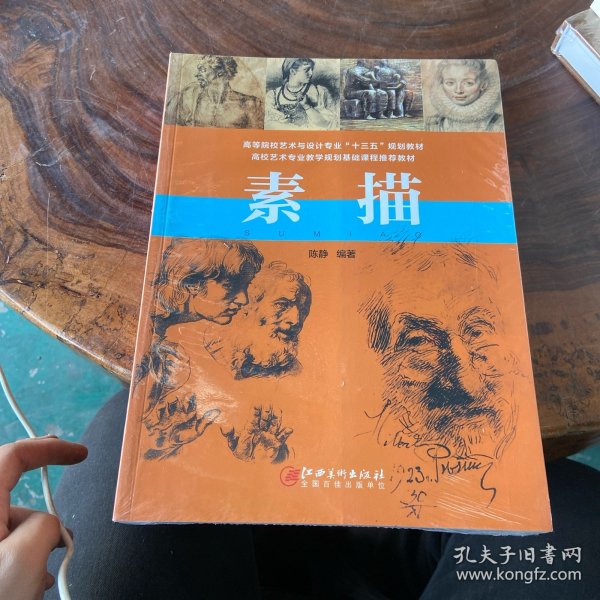 高等院校艺术与设计专业“十三五”规划教材
高校艺术专业教学规划基础课程推荐教材
素描
SUMIAO
陈静 编著
江西美术出版社
全国百佳出版单位
1923
孔夫子旧书网
www.kongfz.com